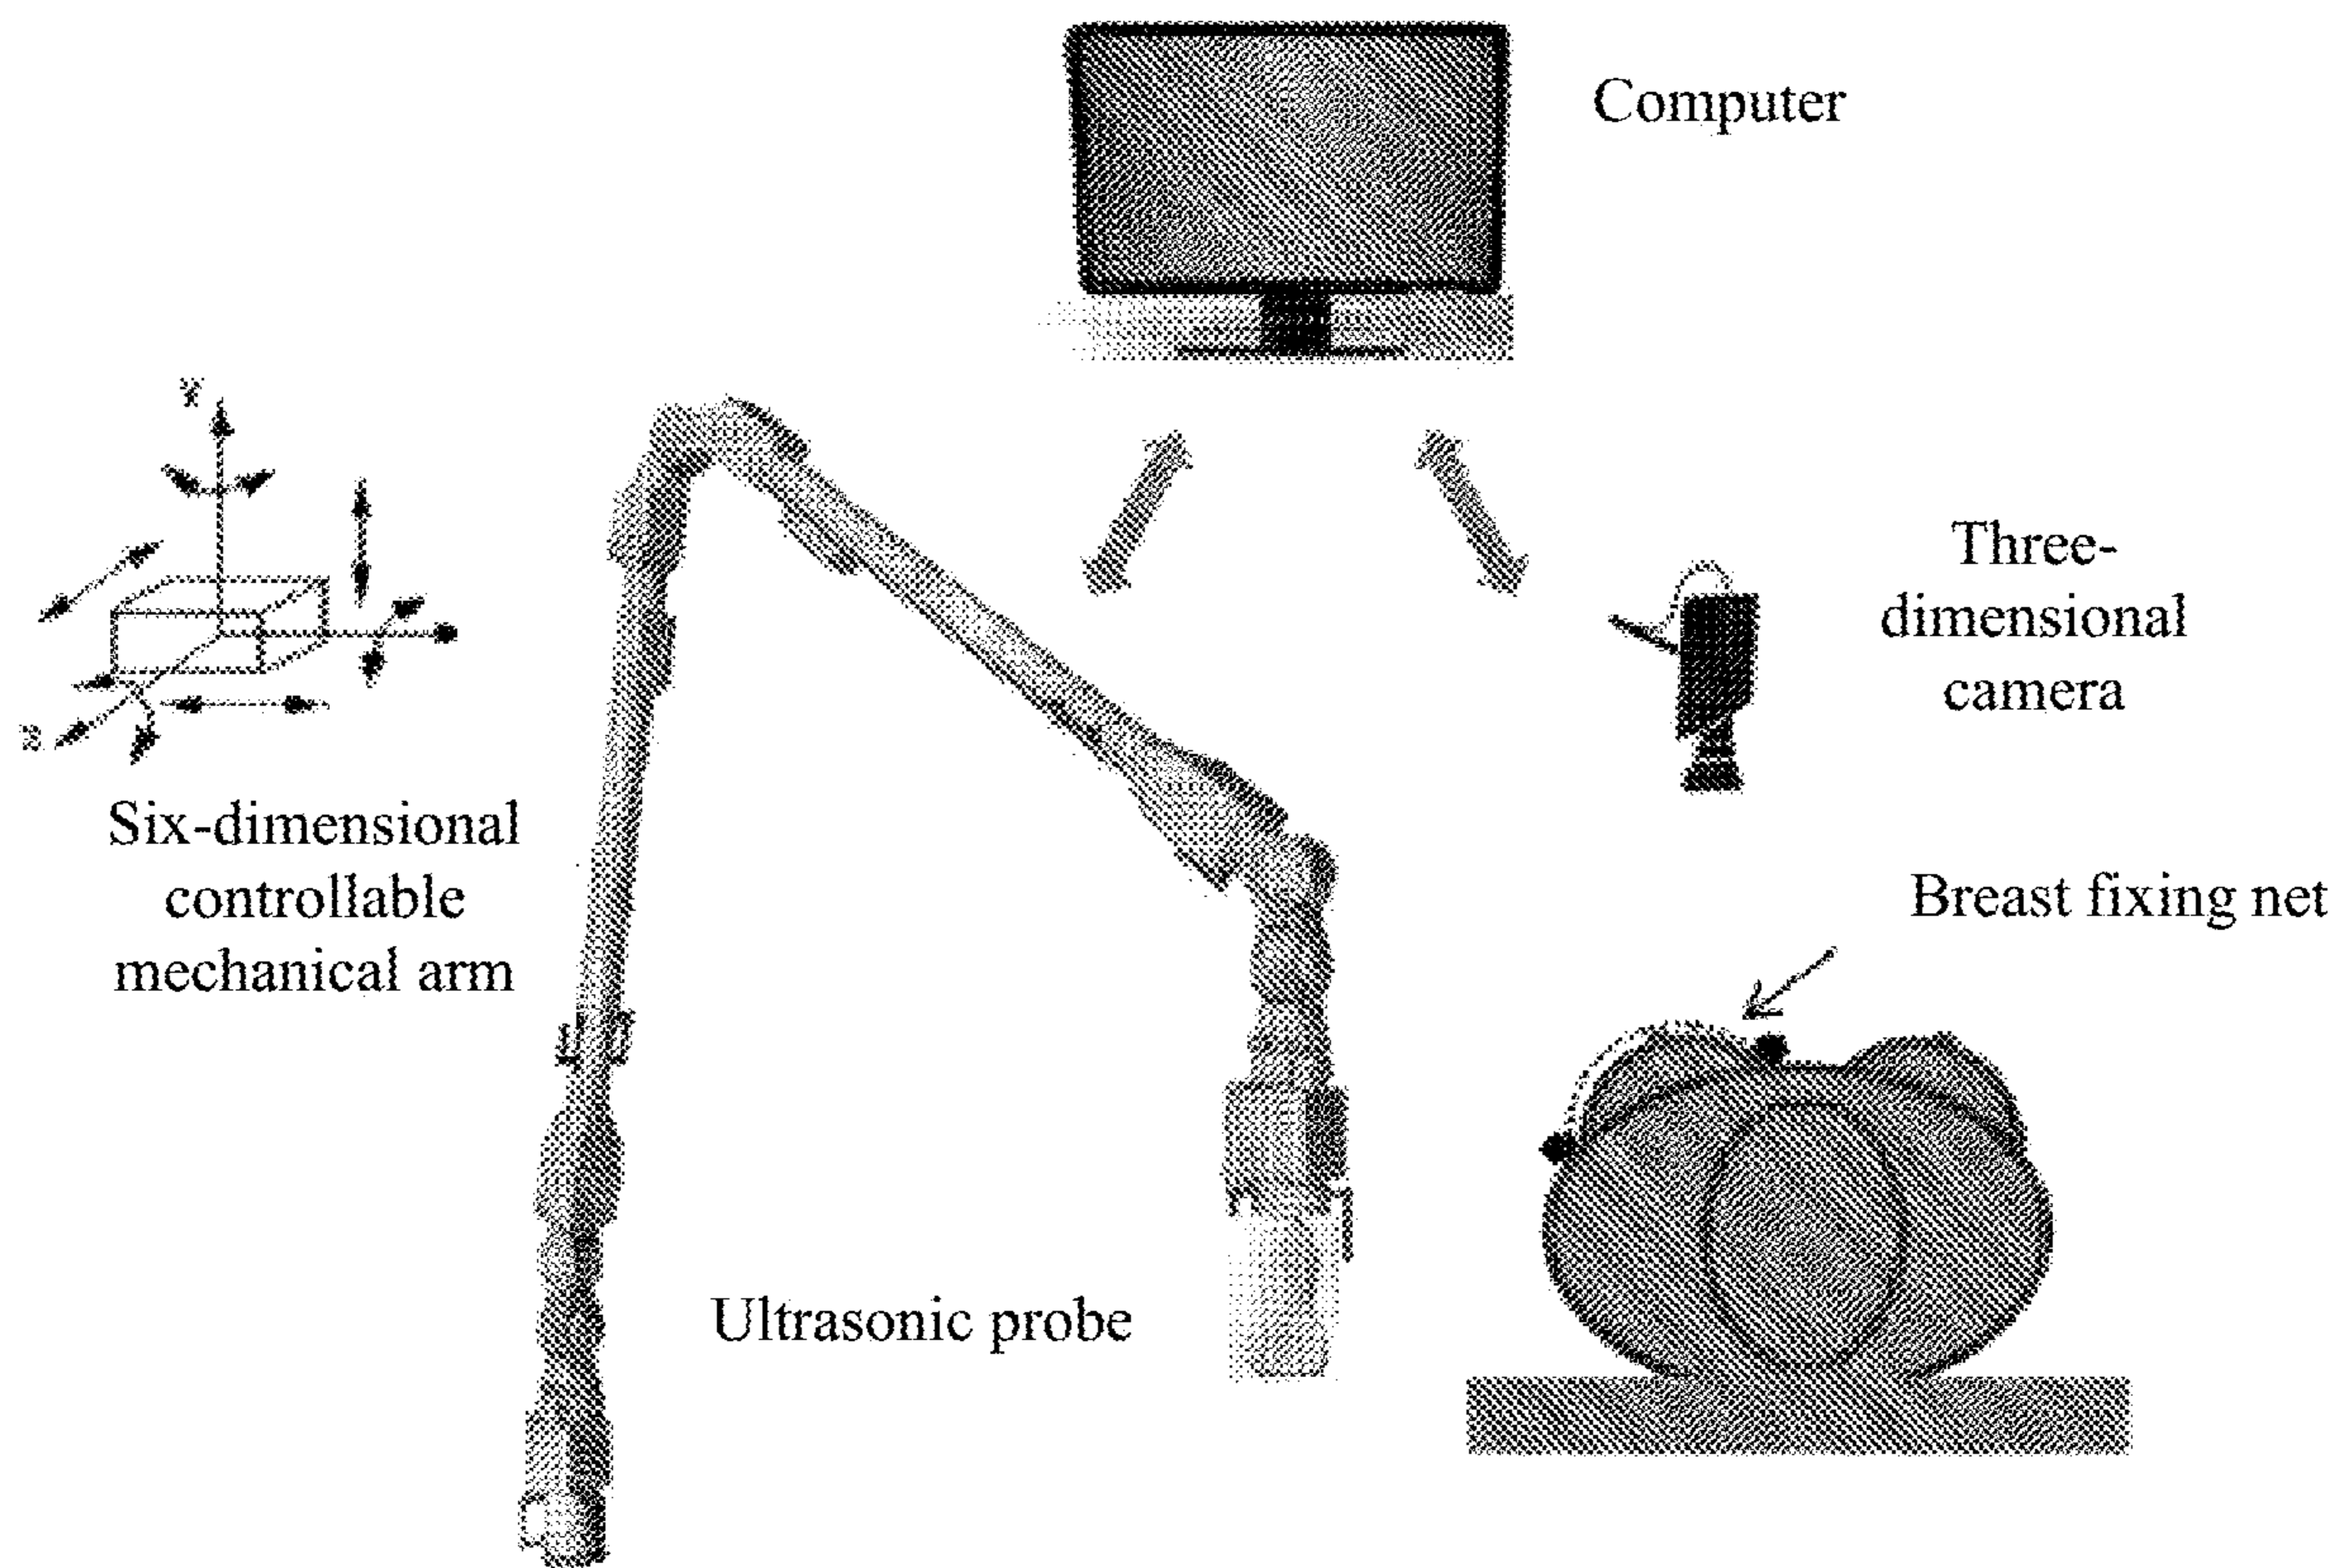 Computer
Three-
dimensional
camera
Six-dimensional
controllable
mechanical arm
Breast fixing net
Ultrasonic probe